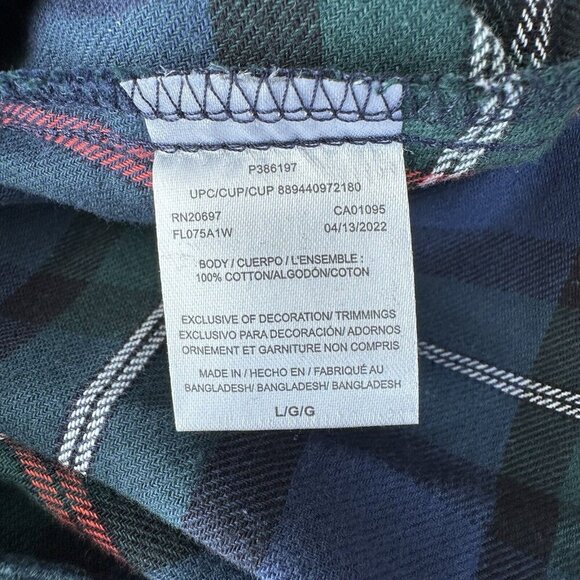 P386197
UPC/CUP/CUP 889440972180
RN20697 CA01095
FL075A1W 04/13/2022
BODY / CUERPO / L'ENSEMBLE :
100% COTTON/ALGODÓN/COTON
EXCLUSIVE OF DECORATION/ TRIMMINGS
EXCLUSIVO PARA DECORACIÓN/ ADORNOS
ORNEMENT ET GARNITURE NON COMPRIS
MADE IN / HECHO EN / FABRIQUÉ AU
BANGLADESH/ BANGLADESH/ BANGLADESH
L/G/G